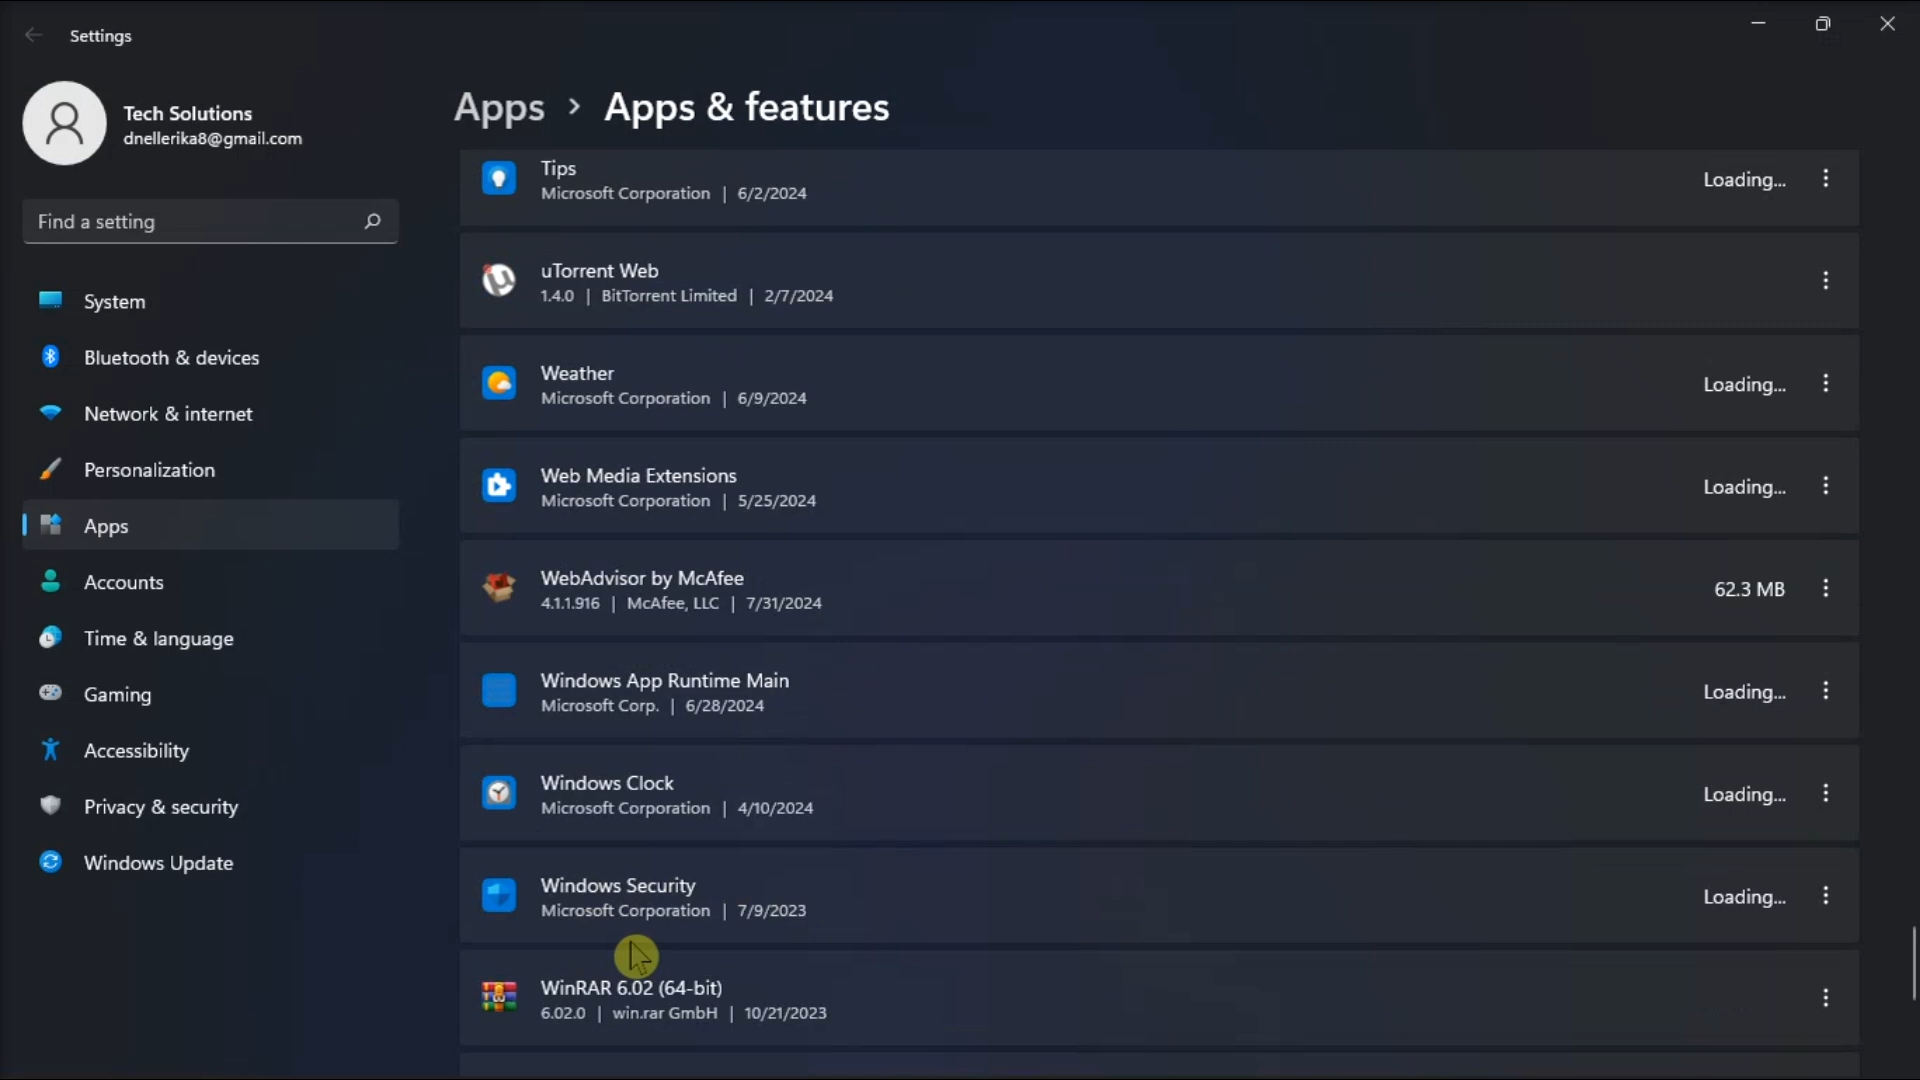 Settings
Tech Solutions
dnellerika8@gmail.com
Find a setting
System
Bluetooth & devices
Network & internet
Personalization
Apps
Accounts
Time & language
Gaming
Accessibility
Privacy & security
Windows Update
Apps > Apps & features
Tips
Loading...
Microsoft Corporation | 6/2/2024
uTorrent Web
1.4.0 | BitTorrent Limited | 2/7/2024
Weather
Loading...
Microsoft Corporation | 6/9/2024
Web Media Extensions
Loading...
Microsoft Corporation | 5/25/2024
WebAdvisor by McAfee
62.3 MB
4.1.1.916 | McAfee, LLC | 7/31/2024
Windows App Runtime Main
Loading...
Microsoft Corp. | 6/28/2024
Windows Clock
Loading...
Microsoft Corporation | 4/10/2024
Windows Security
Loading...
Microsoft Corporation | 7/9/2023
WinRAR 6.02 (64-bit)
6.02.0 | win.rar GmbH | 10/21/2023